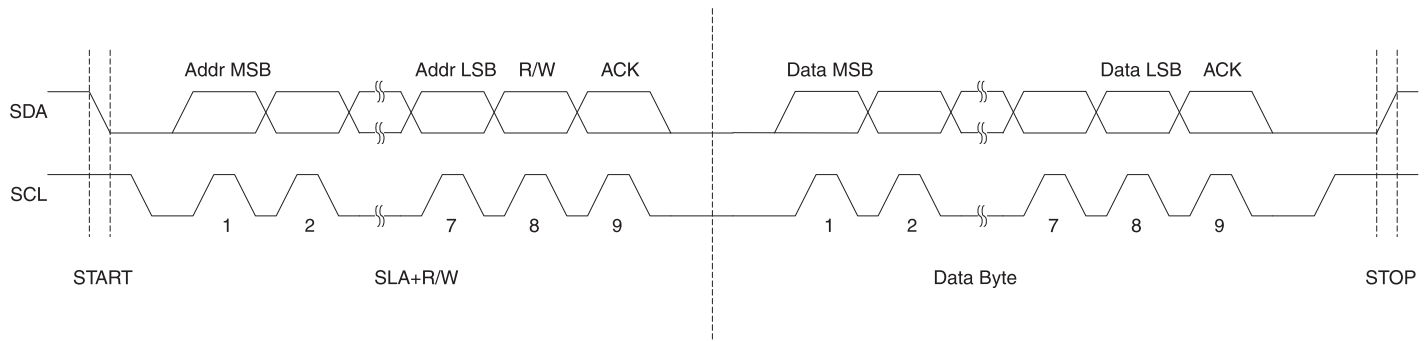 Addr MSB Addr LSB R/W ACK Data MSB Data LSB ACK
SDA
SCL
1 2 7 8 9 1 2 7 8 9
START SLA+R/W Data Byte STOP